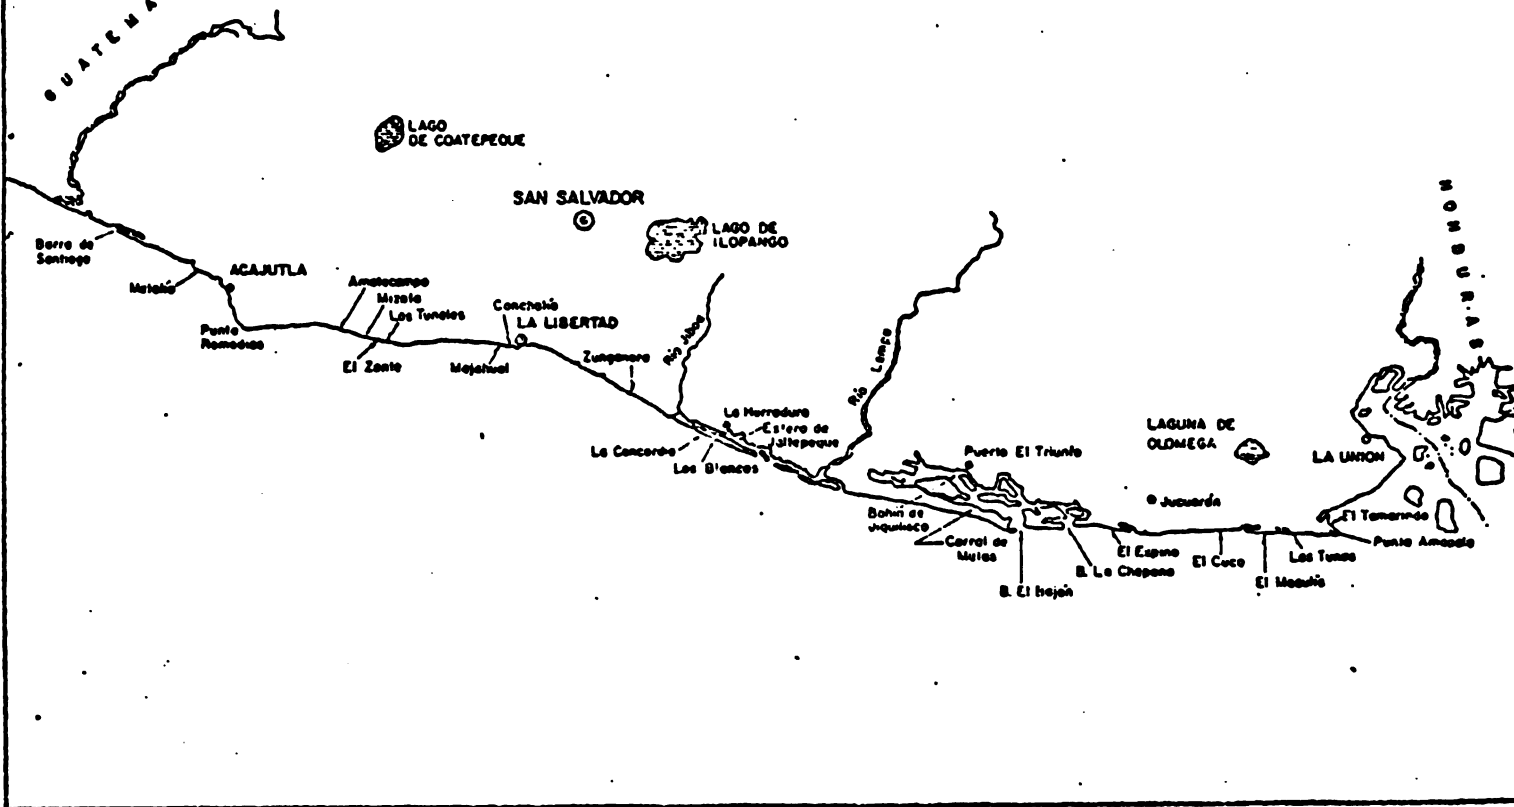 GUATEMA
LAGO
DE COATEPEQUE
SAN SALVADOR
LAGO DE
ILOPANGO
HONDURAS
Barra de
Santiago
Metalío
ACAJUTLA
Punta
Remedios
Amatecampo
Mizata
Los Tuneles
El Zonte
Conchalío
LA LIBERTAD
Majahual
Zunganera
Río Jiboa
Río Lempa
La Herradura
Estero de
Jaltepeque
La Concordia
Los Blancos
Puerto El Triunfo
LAGUNA DE
OLOMEGA
LA UNION
Jucuarán
Bahía de
Jiquilisco
Corral de
Mulas
El Espino
B. La Chepona
B. El Bajón
El Cuco
El Maculís
Las Tunas
El Tamarindo
Punta Amapala